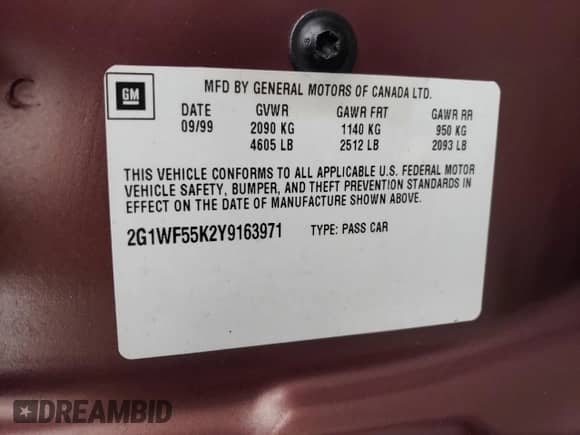 GM
MFD BY GENERAL MOTORS OF CANADA LTD.
DATE GVWR GAWR FRT GAWR RR
09/99 2090 KG 1140 KG 950 KG
4605 LB 2512 LB 2093 LB
THIS VEHICLE CONFORMS TO ALL APPLICABLE U.S. FEDERAL MOTOR
VEHICLE SAFETY, BUMPER, AND THEFT PREVENTION STANDARDS IN
EFFECT ON THE DATE OF MANUFACTURE SHOWN ABOVE.
2G1WF55K2Y9163971 TYPE: PASS CAR
DREAMBID